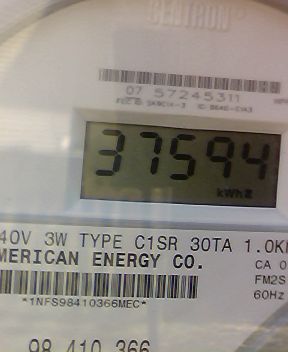 CENTRON
07 57245311
37594
kWh
40V 3W TYPE C1SR 30TA 1.0K
MERICAN ENERGY CO.
CA 0
FM2S
60Hz
*1NFS98410366MEC*
98 410 366